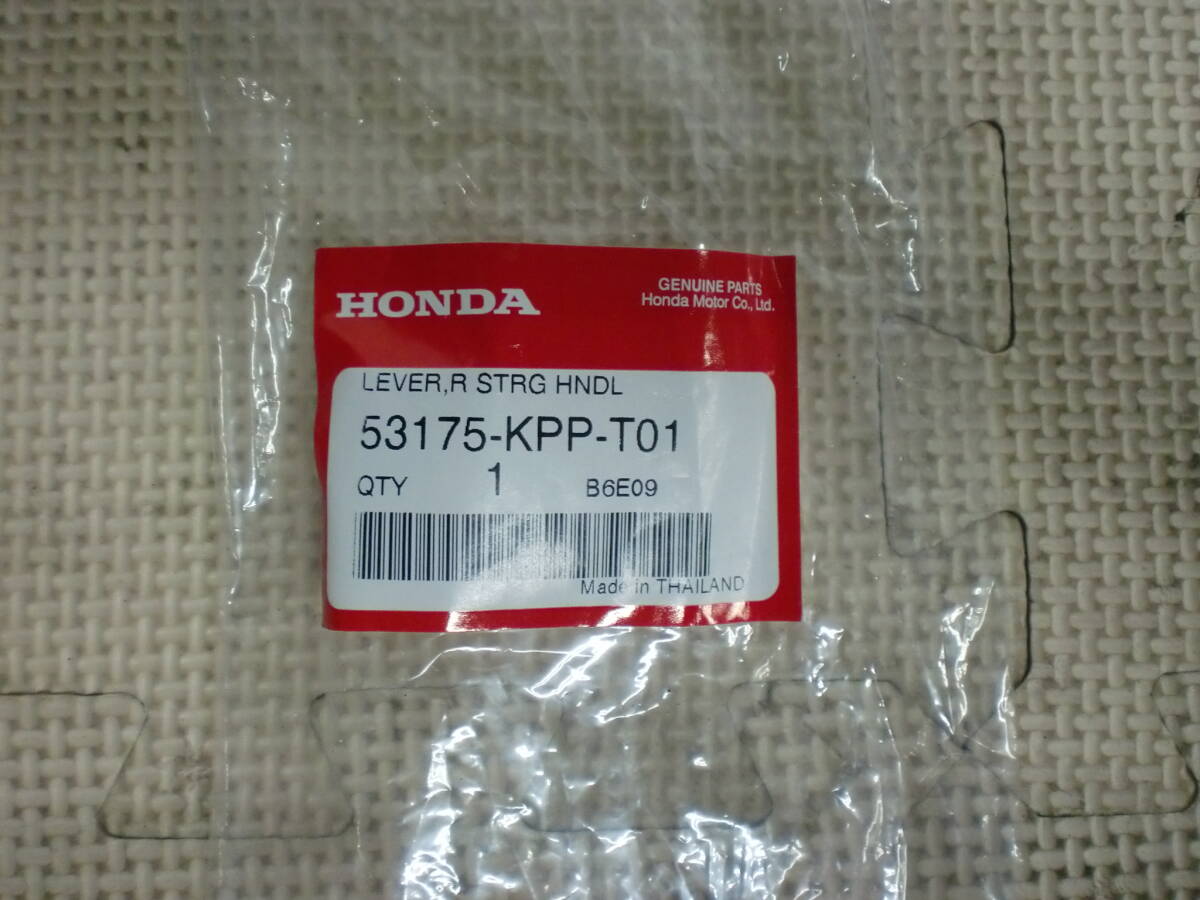 HONDA
GENUINE PARTS
Honda Motor Co., Ltd.
LEVER,R STRG HNDL
53175-KPP-T01
QTY 1 B6E09
Made in THAILAND